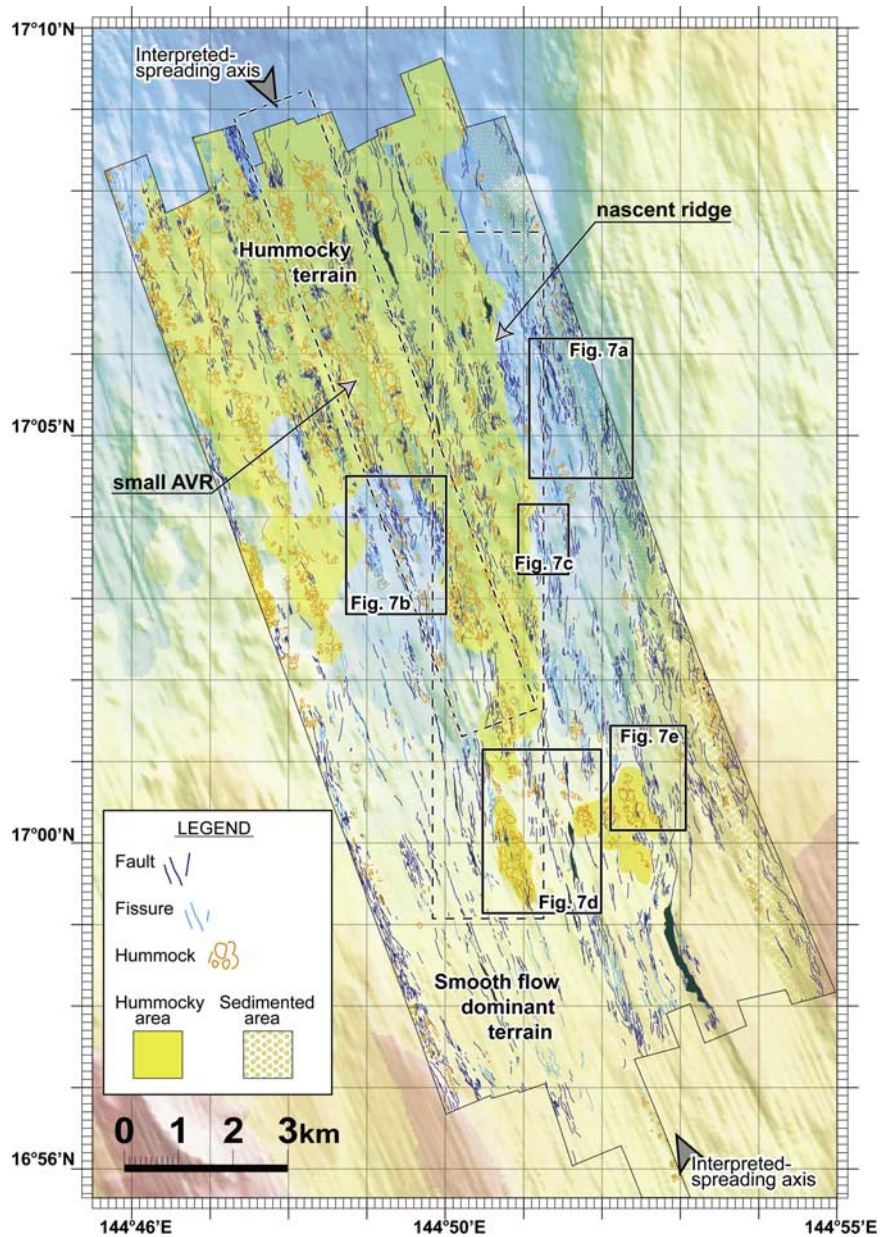 17°10'N
Interpreted-
spreading axis
nascent ridge
Hummocky
terrain
Fig. 7a
17°05'N
small AVR
Fig. 7c
Fig. 7b
Fig. 7e
17°00'N
LEGEND
Fault
Fissure
Hummock
Hummocky
area
Sedimented
area
Fig. 7d
Smooth flow
dominant
terrain
0 1 2 3km
16°56'N
Interpreted-
spreading axis
144°46'E
144°50'E
144°55'E